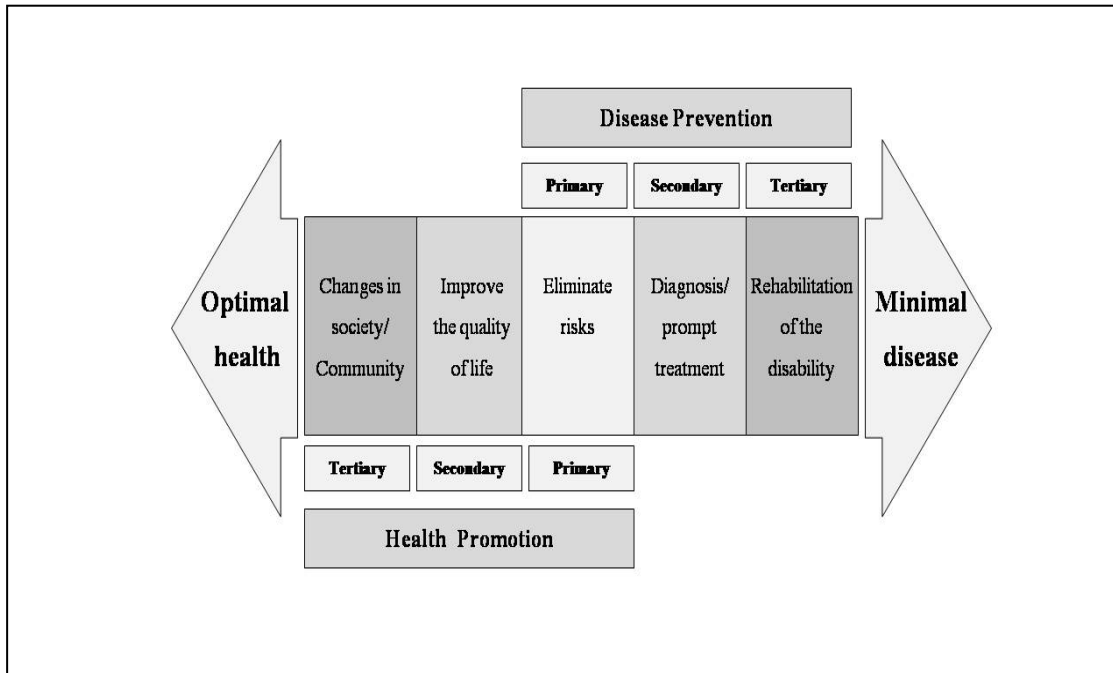 Disease Prevention
Primary
Secondary
Tertiary
Optimal
health
Changes in
society/
Community
Improve
the quality
of life
Eliminate
risks
Diagnosis/
prompt
treatment
Rehabilitation
of the
disability
Minimal
disease
Tertiary
Secondary
Primary
Health Promotion